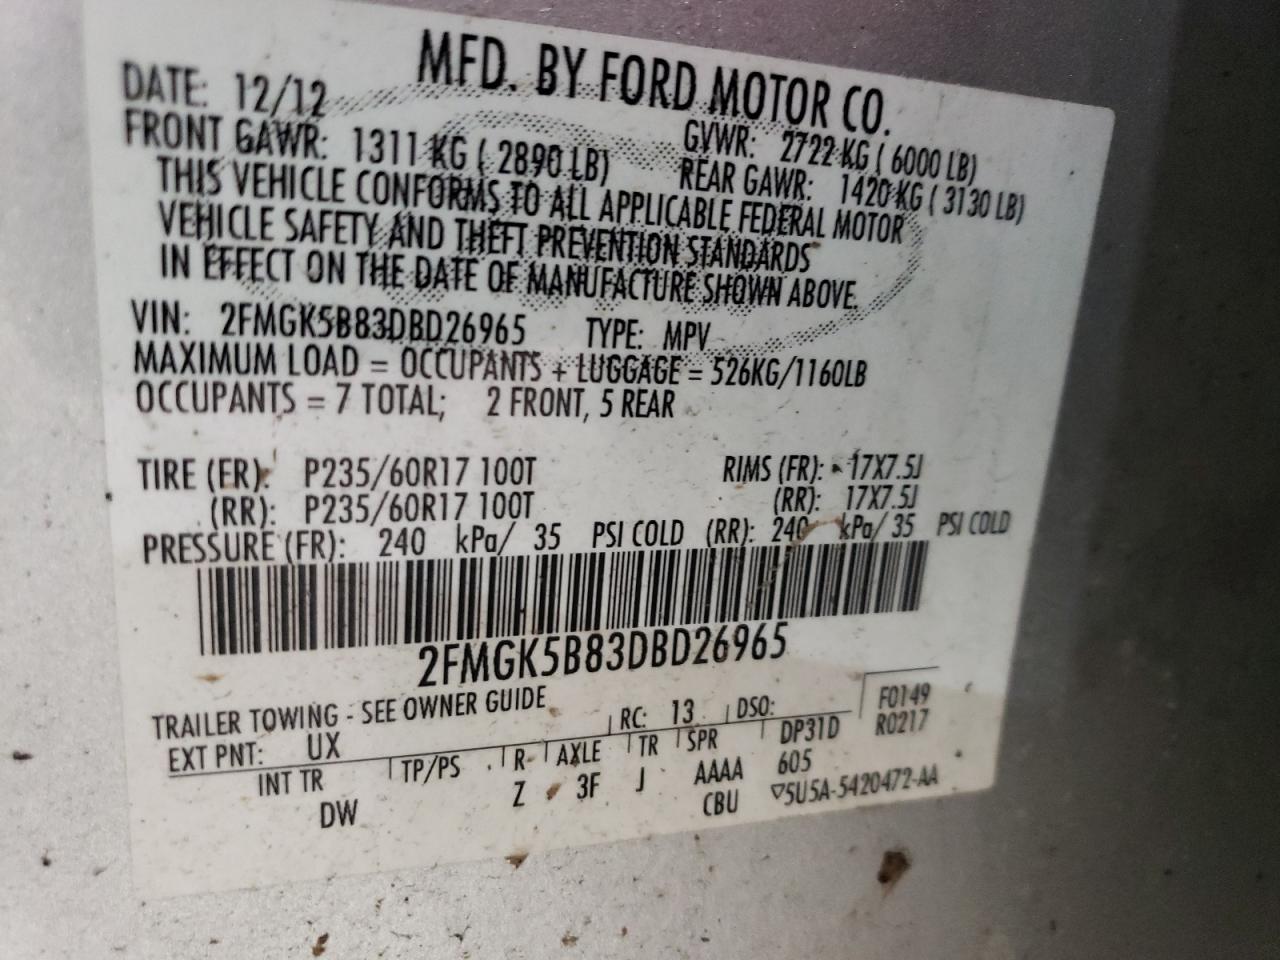 MFD. BY FORD MOTOR CO.
DATE: 12/12 GVWR: 2722 KG ( 6000 LB)
FRONT GAWR: 1311 KG ( 2890 LB) REAR GAWR: 1420 KG ( 3130 LB)
THIS VEHICLE CONFORMS TO ALL APPLICABLE FEDERAL MOTOR
VEHICLE SAFETY AND THEFT PREVENTION STANDARDS
IN EFFECT ON THE DATE OF MANUFACTURE SHOWN ABOVE.
VIN: 2FMGK5B83DBD26965 TYPE: MPV
MAXIMUM LOAD = OCCUPANTS + LUGGAGE = 526KG/1160LB
OCCUPANTS = 7 TOTAL; 2 FRONT, 5 REAR
TIRE (FR): P235/60R17 100T RIMS (FR): 17X7.5J
(RR): P235/60R17 100T (RR): 17X7.5J
PRESSURE (FR): 240 kPa/ 35 PSI COLD (RR): 240 kPa/ 35 PSI COLD
2FMGK5B83DBD26965
TRAILER TOWING - SEE OWNER GUIDE
EXT PNT: UX RC: 13 DSO: F0149
R0217
INT TR TP/PS R AXLE TR SPR DP31D
DW Z 3F J AAAA 605
CBU ▽5U5A-5420472-AA